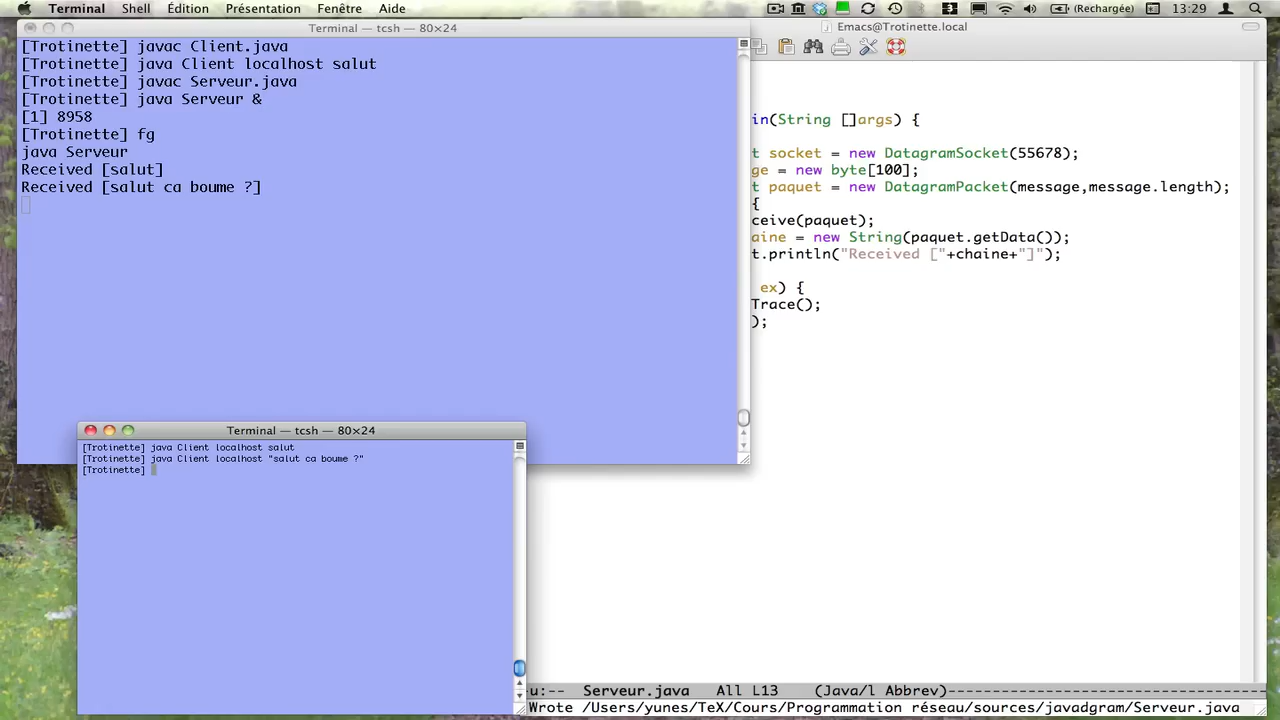 Terminal Shell Édition Présentation Fenêtre Aide (Rechargée) 13:29
Terminal — tcsh — 80×24
[Trotinette] javac Client.java
[Trotinette] java Client localhost salut
[Trotinette] javac Serveur.java
[Trotinette] java Serveur &
[1] 8958
[Trotinette] fg
java Serveur
Received [salut]
Received [salut ca boume ?]
Emacs@Trotinette.local
in(String []args) {
t socket = new DatagramSocket(55678);
ge = new byte[100];
t paquet = new DatagramPacket(message,message.length);
{
ceive(paquet);
aine = new String(paquet.getData());
t.println("Received ["+chaine+"]");
ex) {
Trace();
);
Terminal — tcsh — 80×24
[Trotinette] java Client localhost salut
[Trotinette] java Client localhost "salut ca boume ?"
[Trotinette]
u:-- Serveur.java All L13 (Java/l Abbrev)--------------------------------------
Wrote /Users/yunes/TeX/Cours/Programmation réseau/sources/javadgram/Serveur.java